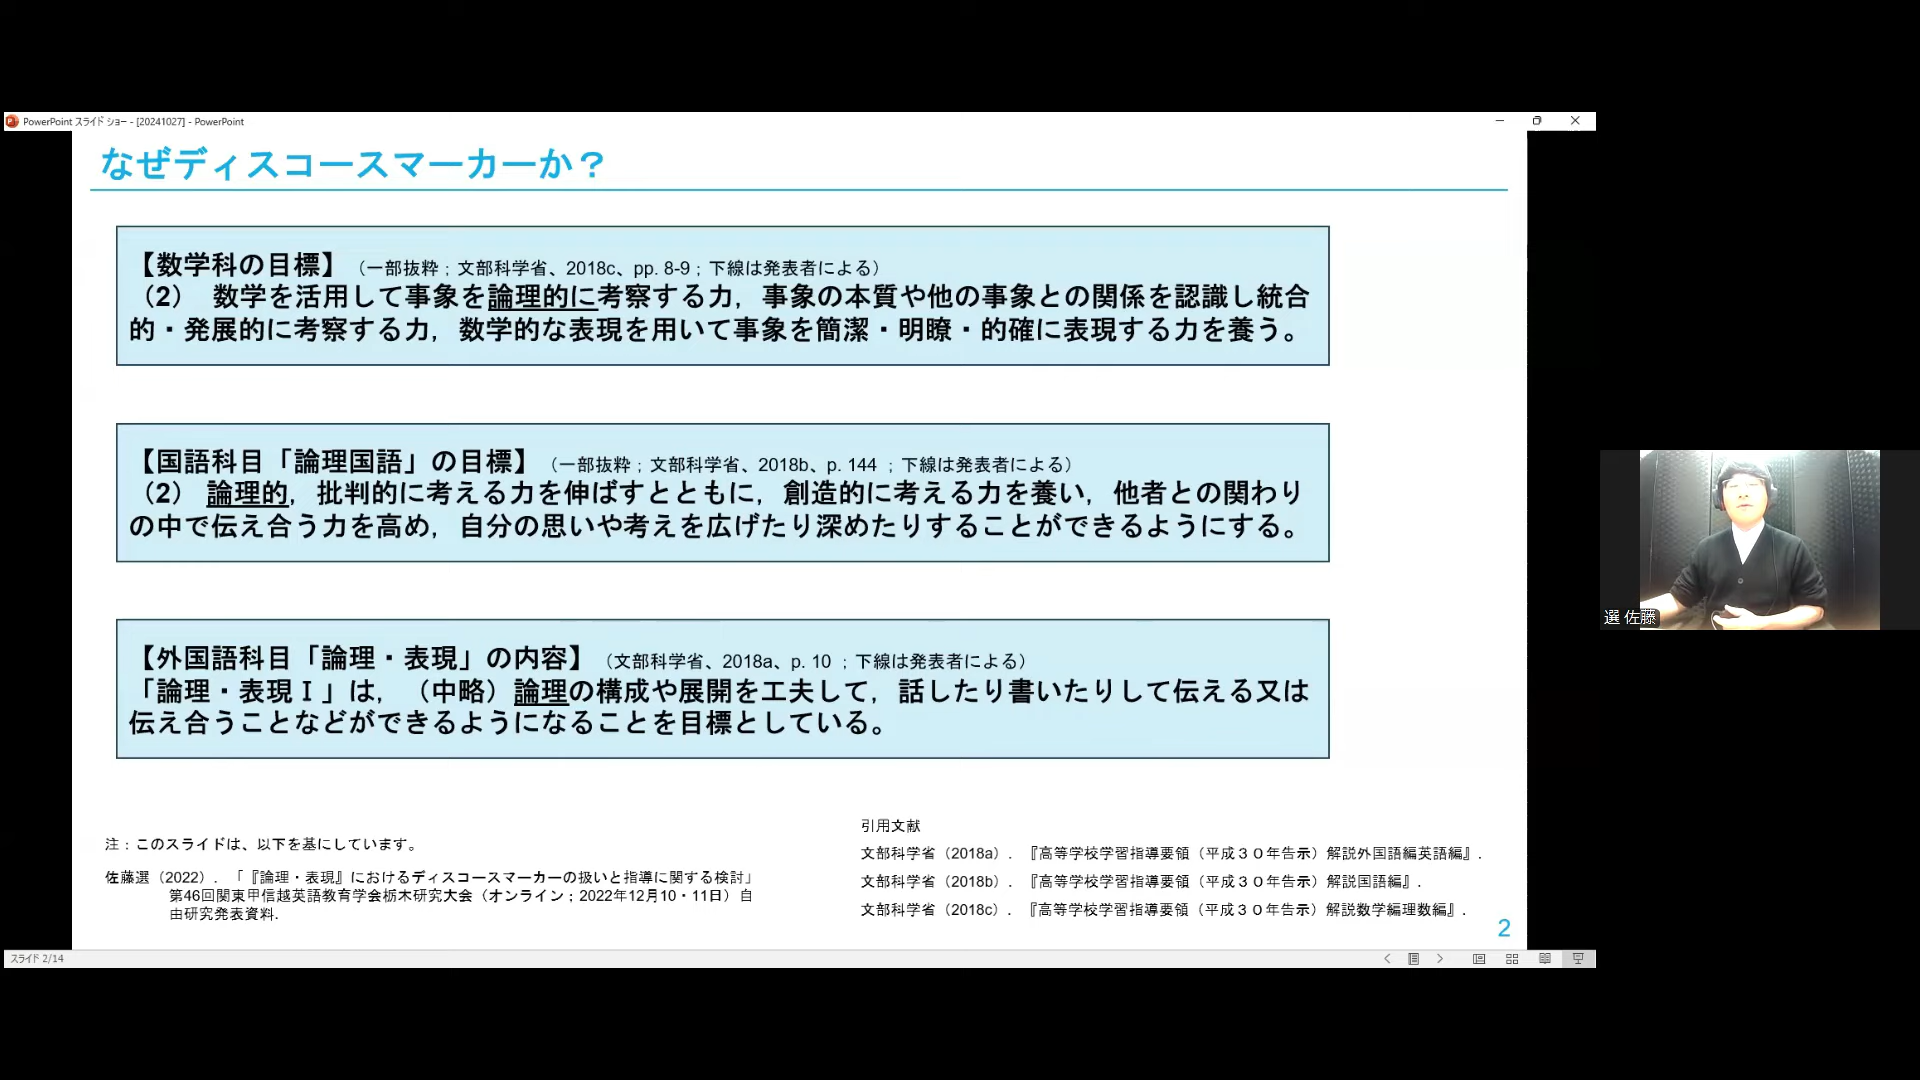 PowerPoint スライド ショー - [20241027] - PowerPoint
なぜディスコースマーカーか？
【数学科の目標】（一部抜粋；文部科学省、2018c、pp. 8-9；下線は発表者による）
（2） 数学を活用して事象を論理的に考察する力，事象の本質や他の事象との関係を認識し統合
的・発展的に考察する力，数学的な表現を用いて事象を簡潔・明瞭・的確に表現する力を養う。
【国語科目「論理国語」の目標】（一部抜粋；文部科学省、2018b、p. 144 ；下線は発表者による）
（2） 論理的，批判的に考える力を伸ばすとともに，創造的に考える力を養い，他者との関わり
の中で伝え合う力を高め，自分の思いや考えを広げたり深めたりすることができるようにする。
【外国語科目「論理・表現」の内容】（文部科学省、2018a、p. 10 ；下線は発表者による）
「論理・表現Ⅰ」は，（中略）論理の構成や展開を工夫して，話したり書いたりして伝える又は
伝え合うことなどができるようになることを目標としている。
注：このスライドは、以下を基にしています。
佐藤選（2022）．「『論理・表現』におけるディスコースマーカーの扱いと指導に関する検討」
第46回関東甲信越英語教育学会栃木研究大会（オンライン；2022年12月10・11日）自
由研究発表資料.
引用文献
文部科学省（2018a）．『高等学校学習指導要領（平成３０年告示）解説外国語編英語編』.
文部科学省（2018b）．『高等学校学習指導要領（平成３０年告示）解説国語編』.
文部科学省（2018c）．『高等学校学習指導要領（平成３０年告示）解説数学編理数編』.
2
スライド 2/14
選 佐藤